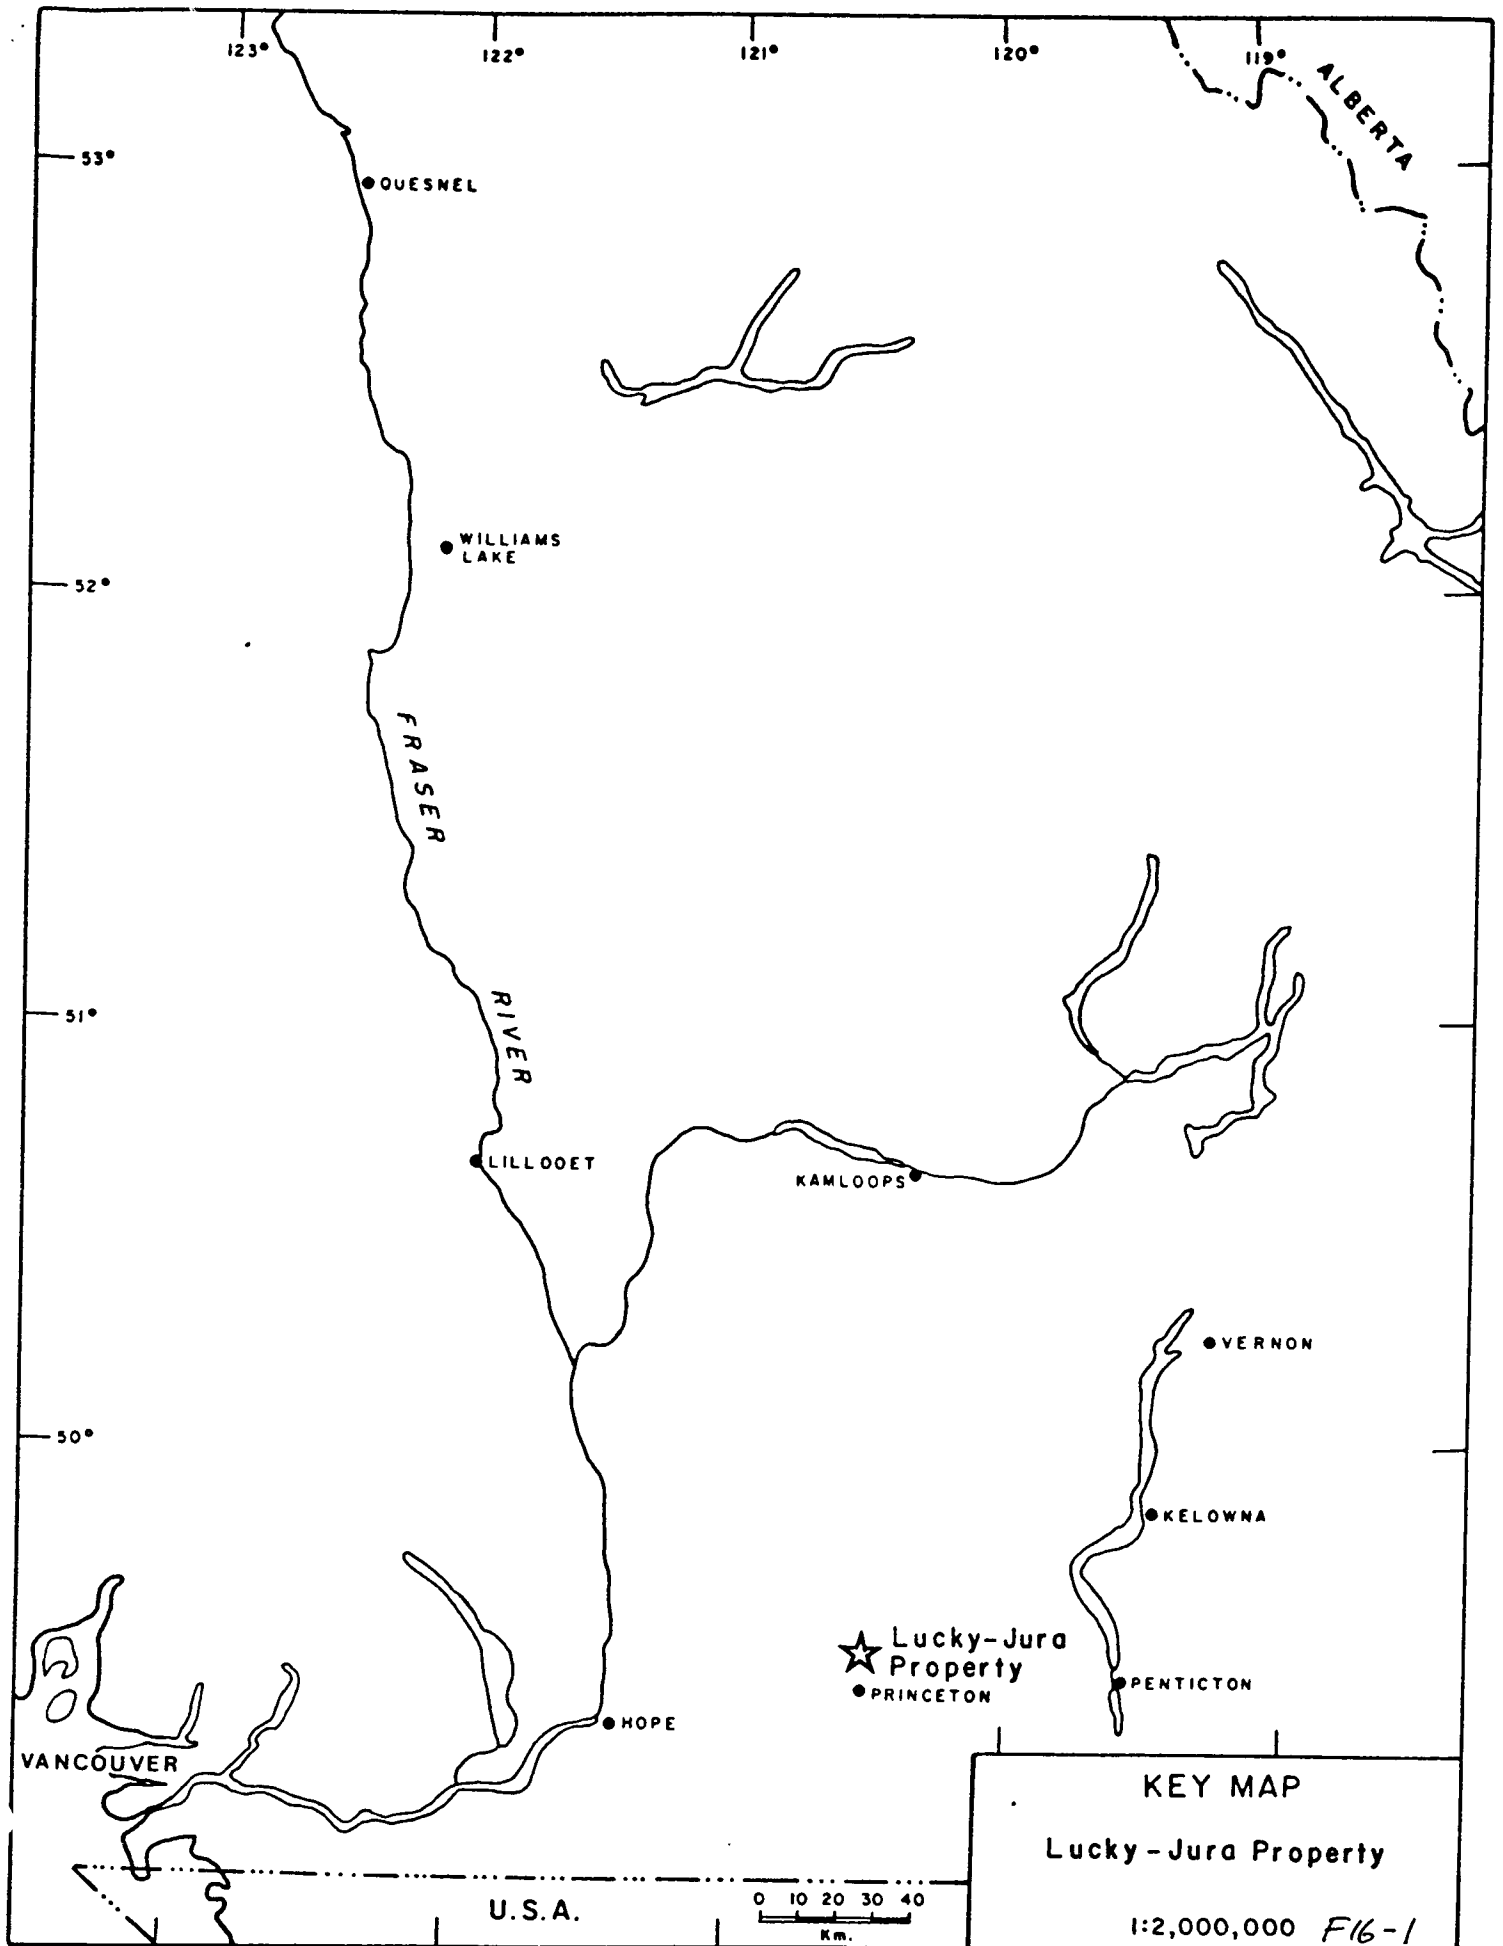 123°
122°
121°
120°
119°
ALBERTA
53°
QUESNEL
WILLIAMS
LAKE
52°
FRASER
RIVER
51°
LILLOOET
KAMLOOPS
VERNON
50°
KELOWNA
Lucky-Jura
Property
PRINCETON
PENTICTON
HOPE
VANCOUVER
KEY MAP
Lucky-Jura Property
1:2,000,000 F16-1
U.S.A.
0 10 20 30 40
Km.